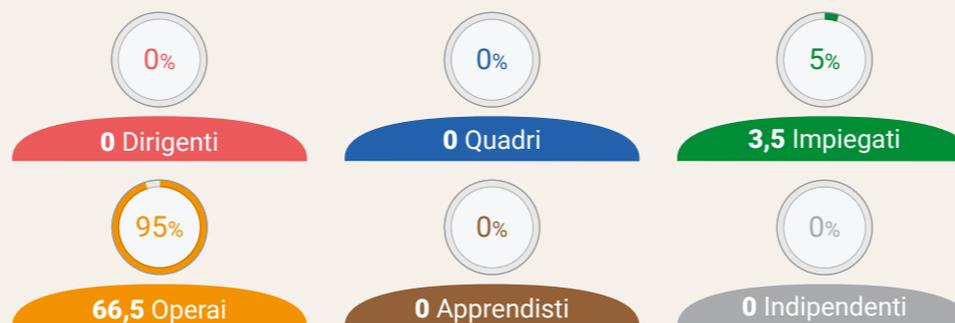 0%
0%
5%
0 Dirigenti
0 Quadri
3,5 Impiegati
95%
0%
0%
66,5 Operai
0 Apprendisti
0 Indipendenti